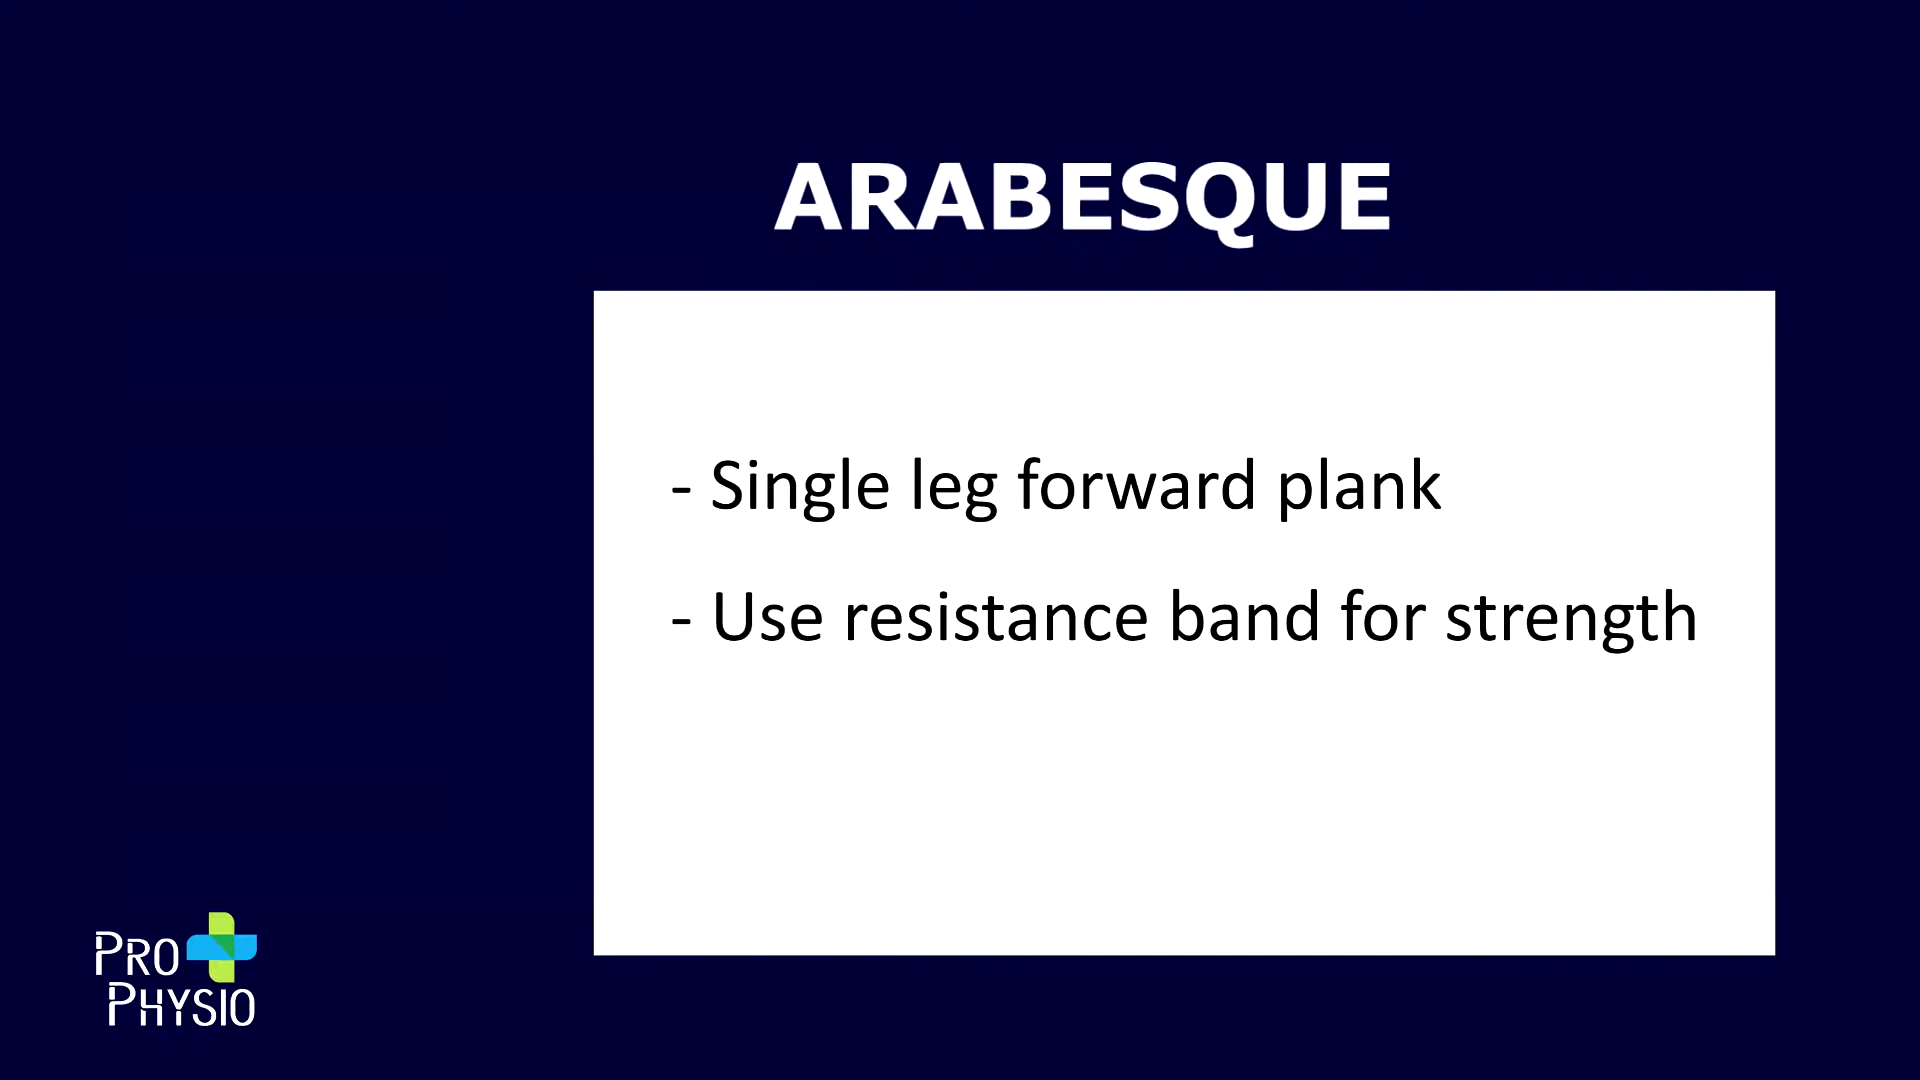 ARABESQUE
- Single leg forward plank
- Use resistance band for strength
PRO
PHYSIO